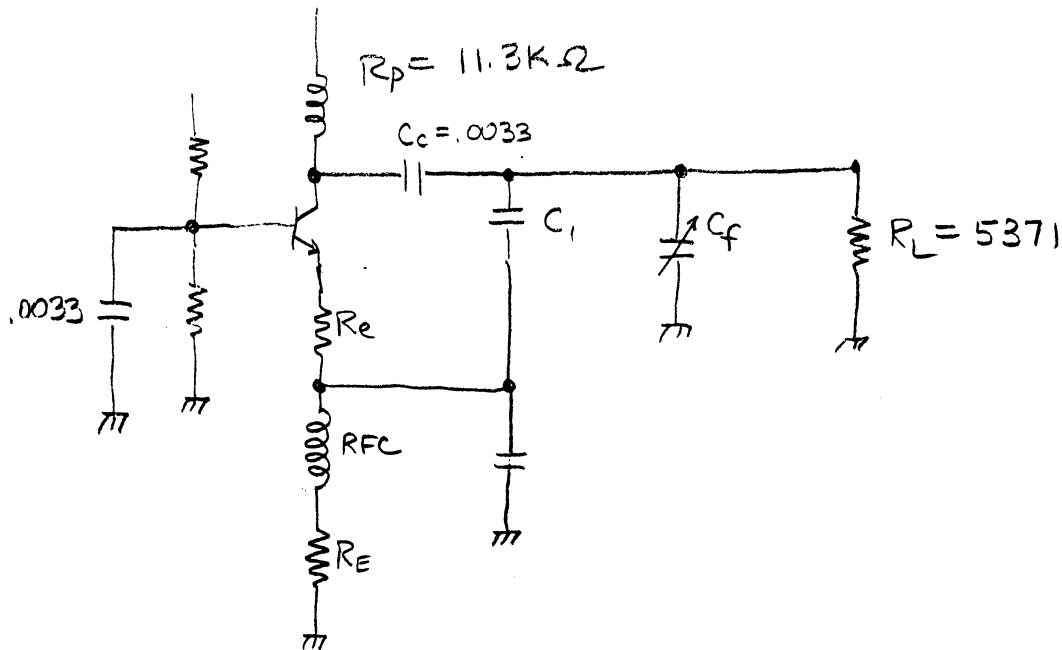 Rp = 11.3K Ω
Cc = .0033
C1
Cf
RL = 5371
.0033
Re
RFC
RE